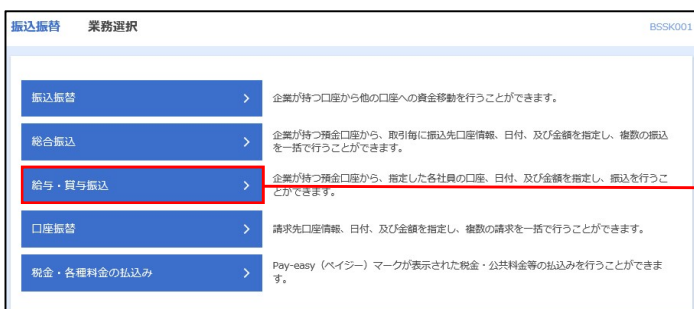 振込振替 業務選択 BSSK001
振込振替 企業が持つ口座から他の口座への資金移動を行うことができます。
総合振込 企業が持つ預金口座から、取引毎に振込先口座情報、日付、及び金額を指定し、複数の振込
を一括で行うことができます。
給与・賞与振込 企業が持つ預金口座から、指定した各社員の口座、日付、及び金額を指定し、振込を行うこ
とができます。
口座振替 請求先口座情報、日付、及び金額を指定し、複数の請求を一括で行うことができます。
税金・各種料金の払込み Pay-easy（ペイジー）マークが表示された税金・公共料金等の払込みを行うことができま
す。